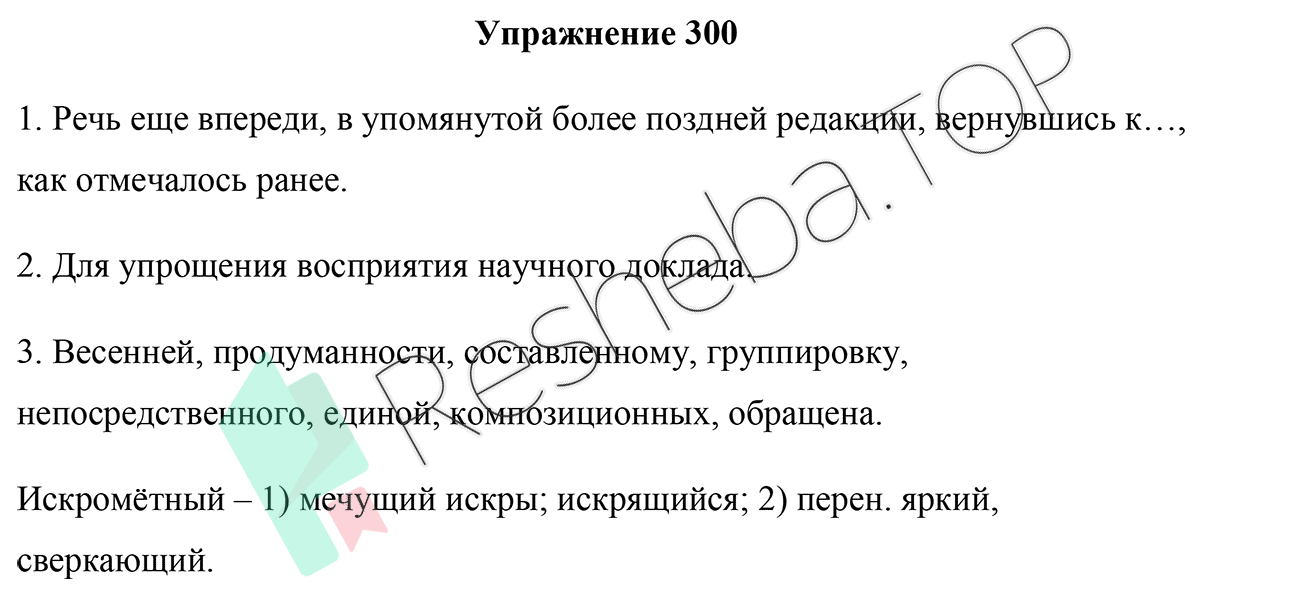 Упражнение 300
1. Речь еще впереди, в упомянутой более поздней редакции, вернувшись к…,
как отмечалось ранее.
2. Для упрощения восприятия научного доклада.
3. Весенней, продуманности, составленному, группировку,
непосредственного, единой, композиционных, обращена.
Искромётный – 1) мечущий искры; искрящийся; 2) перен. яркий,
сверкающий.
Resheba.TOP